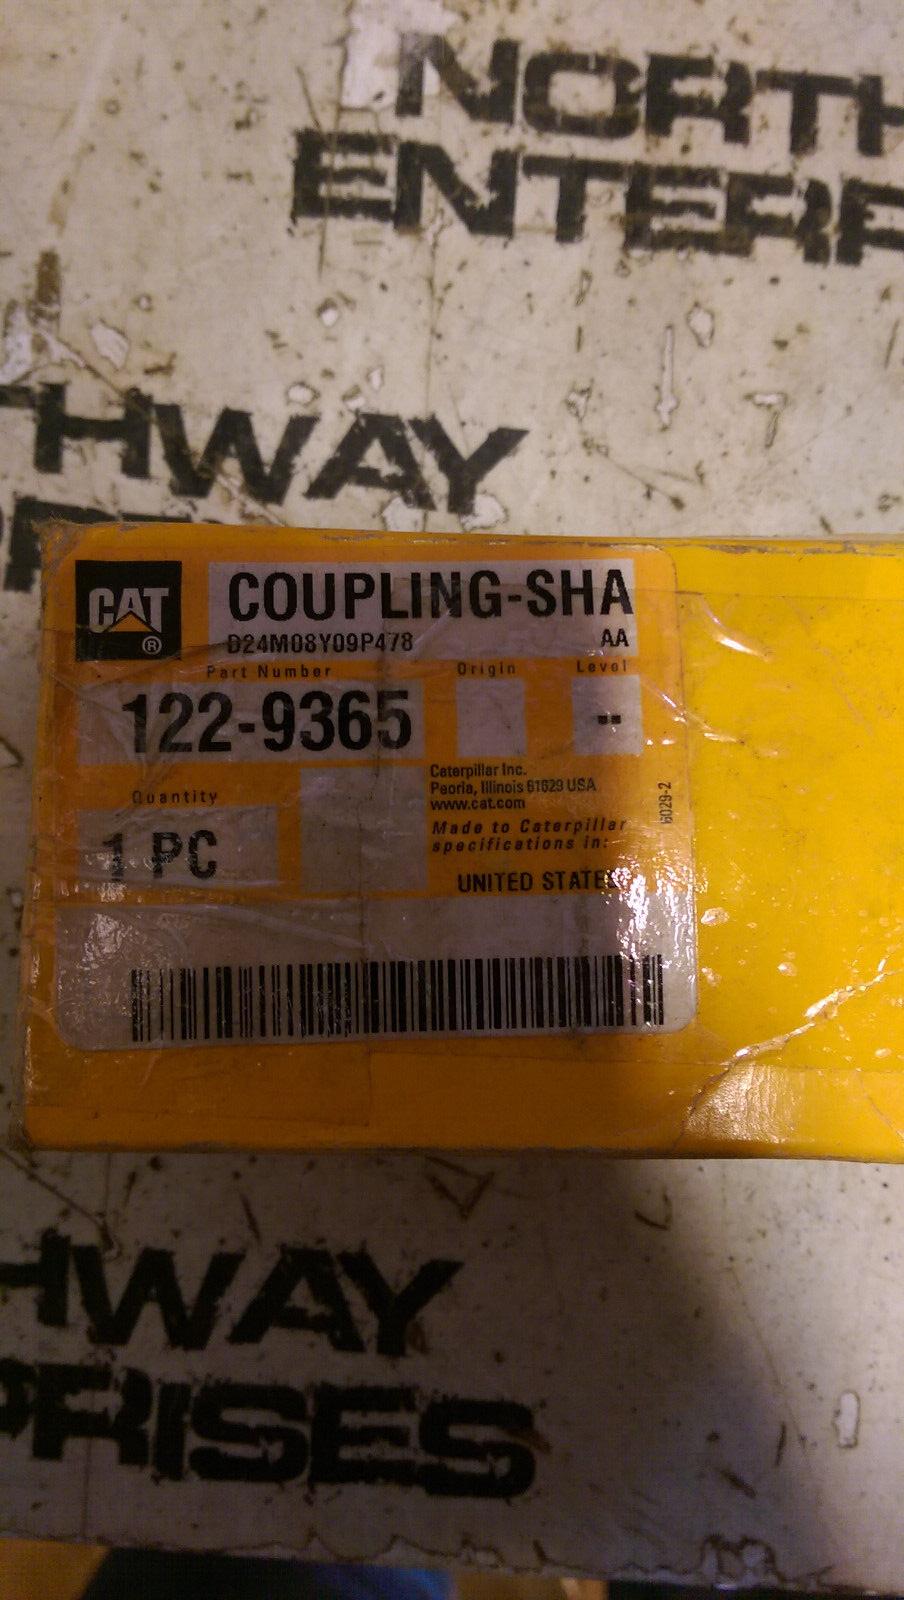 NORTH
ENTERP
THWAY
CAT
®
COUPLING-SHA
D24M08Y09P478 AA
Part Number Origin Level
122-9365 --
Quantity
1 PC
Caterpillar Inc.
Peoria, Illinois 61629 USA
www.cat.com
Made to Caterpillar
specifications in:
UNITED STATES
6029-2
HWAY
PRISES